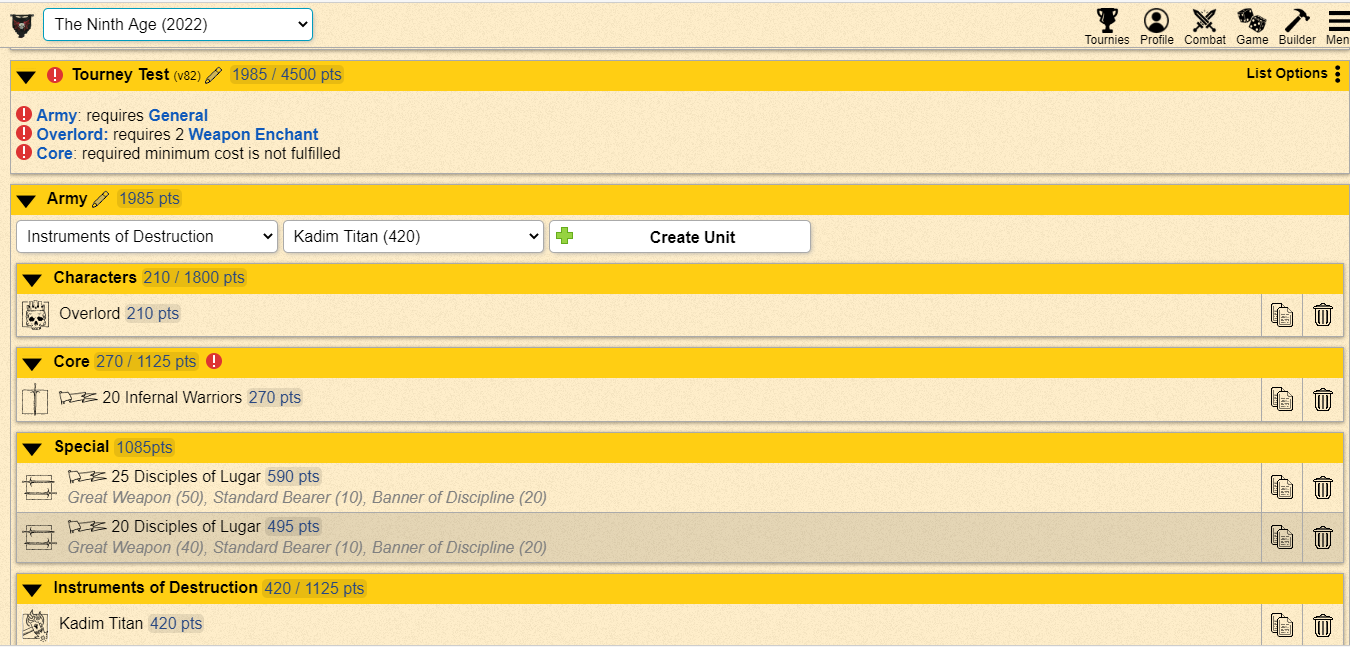 The Ninth Age (2022)
Tournies Profile Combat Game Builder Men
Tourney Test (v82) 1985 / 4500 pts List Options
Army: requires General
Overlord: requires 2 Weapon Enchant
Core: required minimum cost is not fulfilled
Army 1985 pts
Instruments of Destruction Kadim Titan (420) Create Unit
Characters 210 / 1800 pts
Overlord 210 pts
Core 270 / 1125 pts
20 Infernal Warriors 270 pts
Special 1085pts
25 Disciples of Lugar 590 pts
Great Weapon (50), Standard Bearer (10), Banner of Discipline (20)
20 Disciples of Lugar 495 pts
Great Weapon (40), Standard Bearer (10), Banner of Discipline (20)
Instruments of Destruction 420 / 1125 pts
Kadim Titan 420 pts